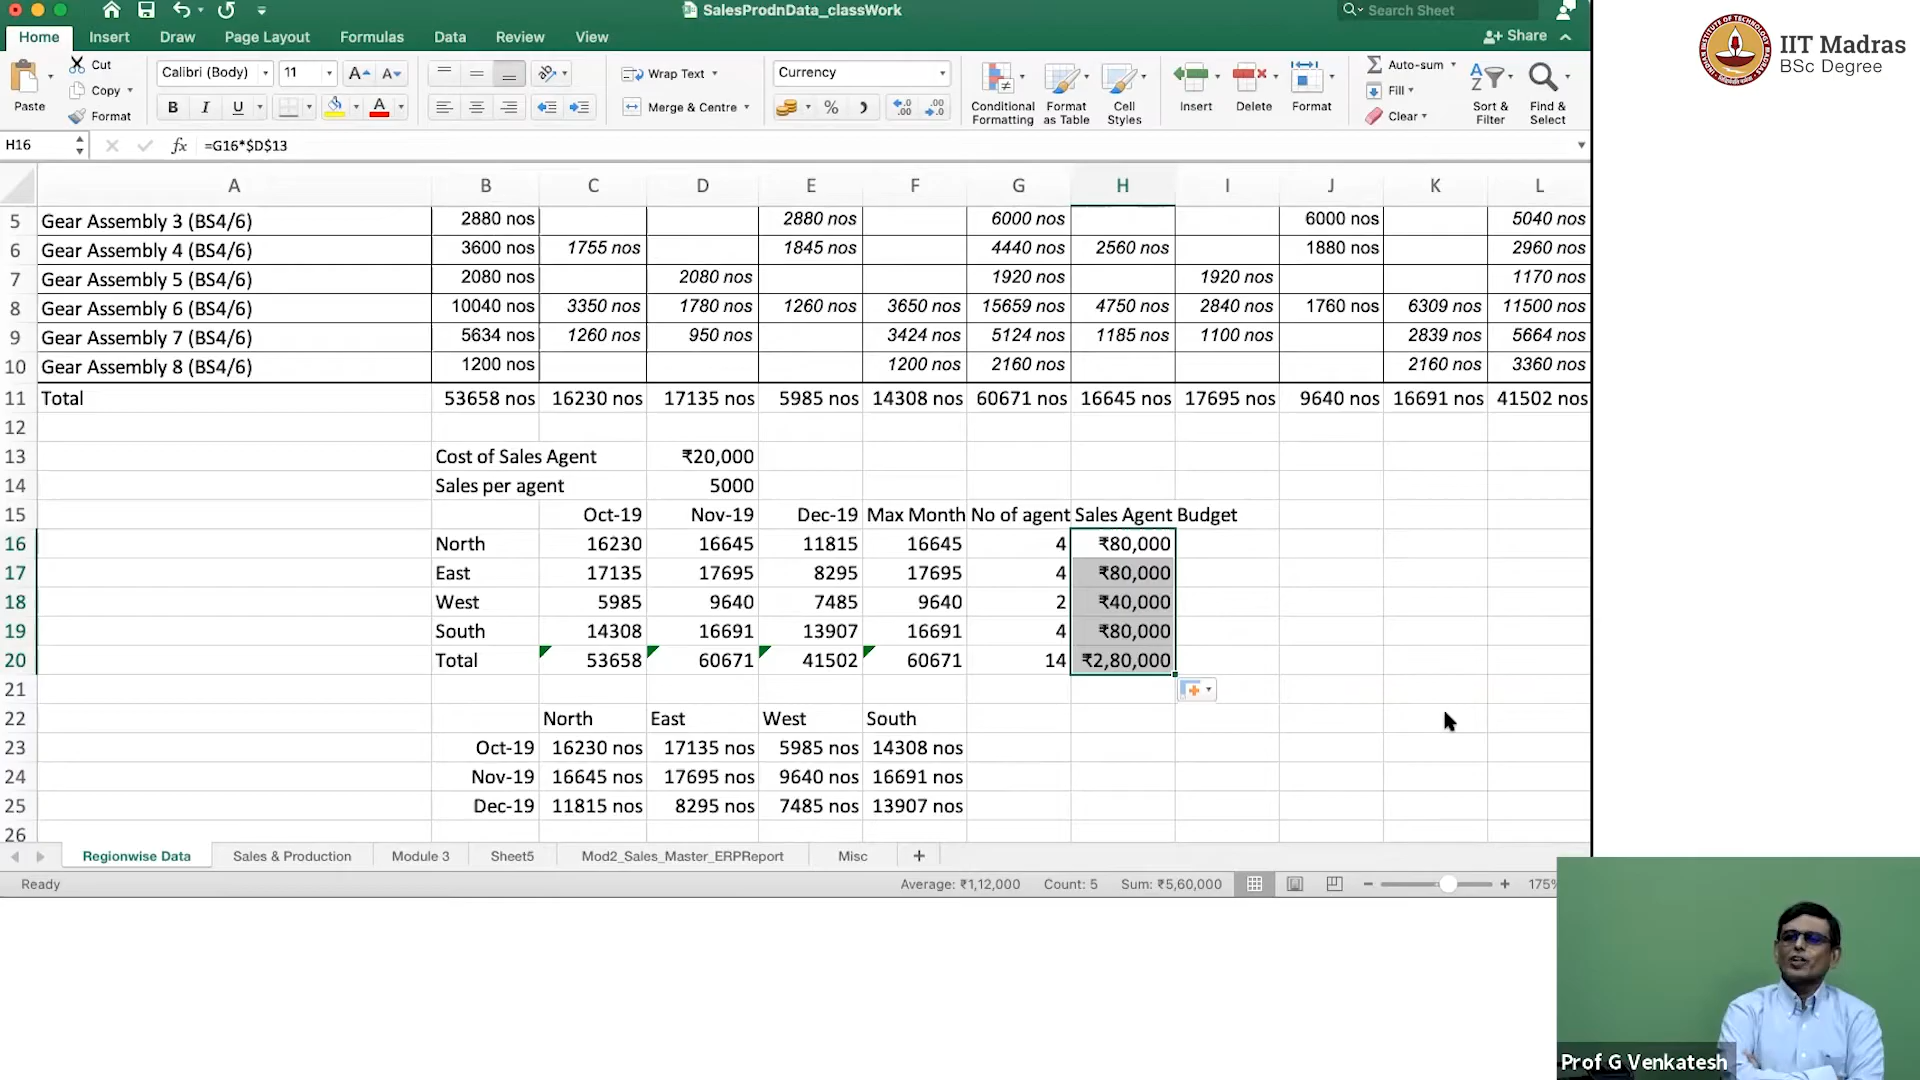 SalesProdnData_classWork
Search Sheet
Home Insert Draw Page Layout Formulas Data Review View
Share
Paste
Cut
Copy
Format
Calibri (Body) 11
A A
B I U A
Wrap Text
Merge & Centre
Currency
%
Conditional Formatting
Format as Table
Cell Styles
Insert
Delete
Format
Auto-sum
Fill
Clear
Sort & Filter
Find & Select
IIT Madras
BSc Degree
H16 fx =G16*$D$13
A B C D E F G H I J K L
5 Gear Assembly 3 (BS4/6) 2880 nos 2880 nos 6000 nos 6000 nos 5040 nos
6 Gear Assembly 4 (BS4/6) 3600 nos 1755 nos 1845 nos 4440 nos 2560 nos 1880 nos 2960 nos
7 Gear Assembly 5 (BS4/6) 2080 nos 2080 nos 1920 nos 1920 nos 1170 nos
8 Gear Assembly 6 (BS4/6) 10040 nos 3350 nos 1780 nos 1260 nos 3650 nos 15659 nos 4750 nos 2840 nos 1760 nos 6309 nos 11500 nos
9 Gear Assembly 7 (BS4/6) 5634 nos 1260 nos 950 nos 3424 nos 5124 nos 1185 nos 1100 nos 2839 nos 5664 nos
10 Gear Assembly 8 (BS4/6) 1200 nos 1200 nos 2160 nos 2160 nos 3360 nos
11 Total 53658 nos 16230 nos 17135 nos 5985 nos 14308 nos 60671 nos 16645 nos 17695 nos 9640 nos 16691 nos 41502 nos
12
13 Cost of Sales Agent ₹20,000
14 Sales per agent 5000
15 Oct-19 Nov-19 Dec-19 Max Month No of agent Sales Agent Budget
16 North 16230 16645 11815 16645 4 ₹80,000
17 East 17135 17695 8295 17695 4 ₹80,000
18 West 5985 9640 7485 9640 2 ₹40,000
19 South 14308 16691 13907 16691 4 ₹80,000
20 Total 53658 60671 41502 60671 14 ₹2,80,000
21
22 North East West South
23 Oct-19 16230 nos 17135 nos 5985 nos 14308 nos
24 Nov-19 16645 nos 17695 nos 9640 nos 16691 nos
25 Dec-19 11815 nos 8295 nos 7485 nos 13907 nos
26
Regionwise Data Sales & Production Module 3 Sheet5 Mod2_Sales_Master_ERPReport Misc +
Ready Average: ₹1,12,000 Count: 5 Sum: ₹5,60,000 175%
Prof G Venkatesh